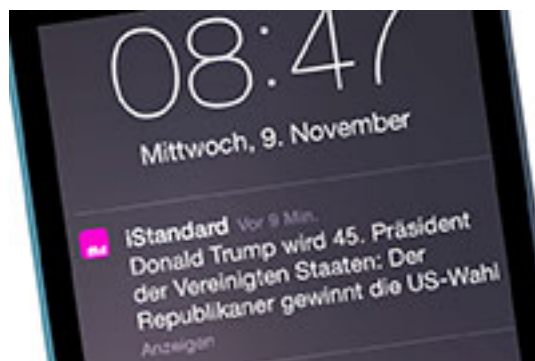 08:47
Mittwoch, 9. November
iStandard Vor 9 Min.
Donald Trump wird 45. Präsident
der Vereinigten Staaten: Der
Republikaner gewinnt die US-Wahl
Anzeigen